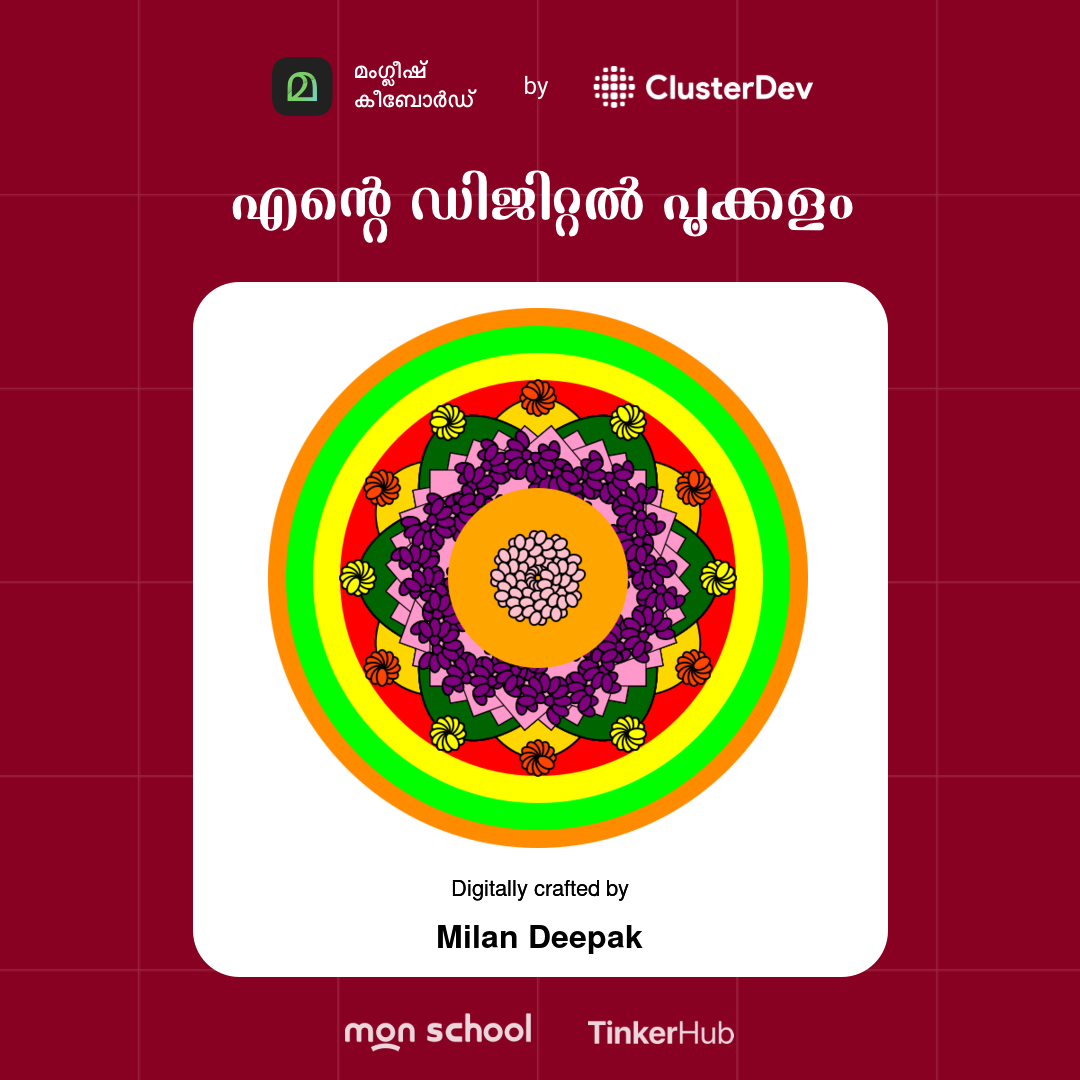 മ
മംഗ്ലീഷ്
കീബോർഡ്
by
ClusterDev
എന്റെ ഡിജിറ്റൽ പൂക്കളം
Digitally crafted by
Milan Deepak
mon school
TinkerHub